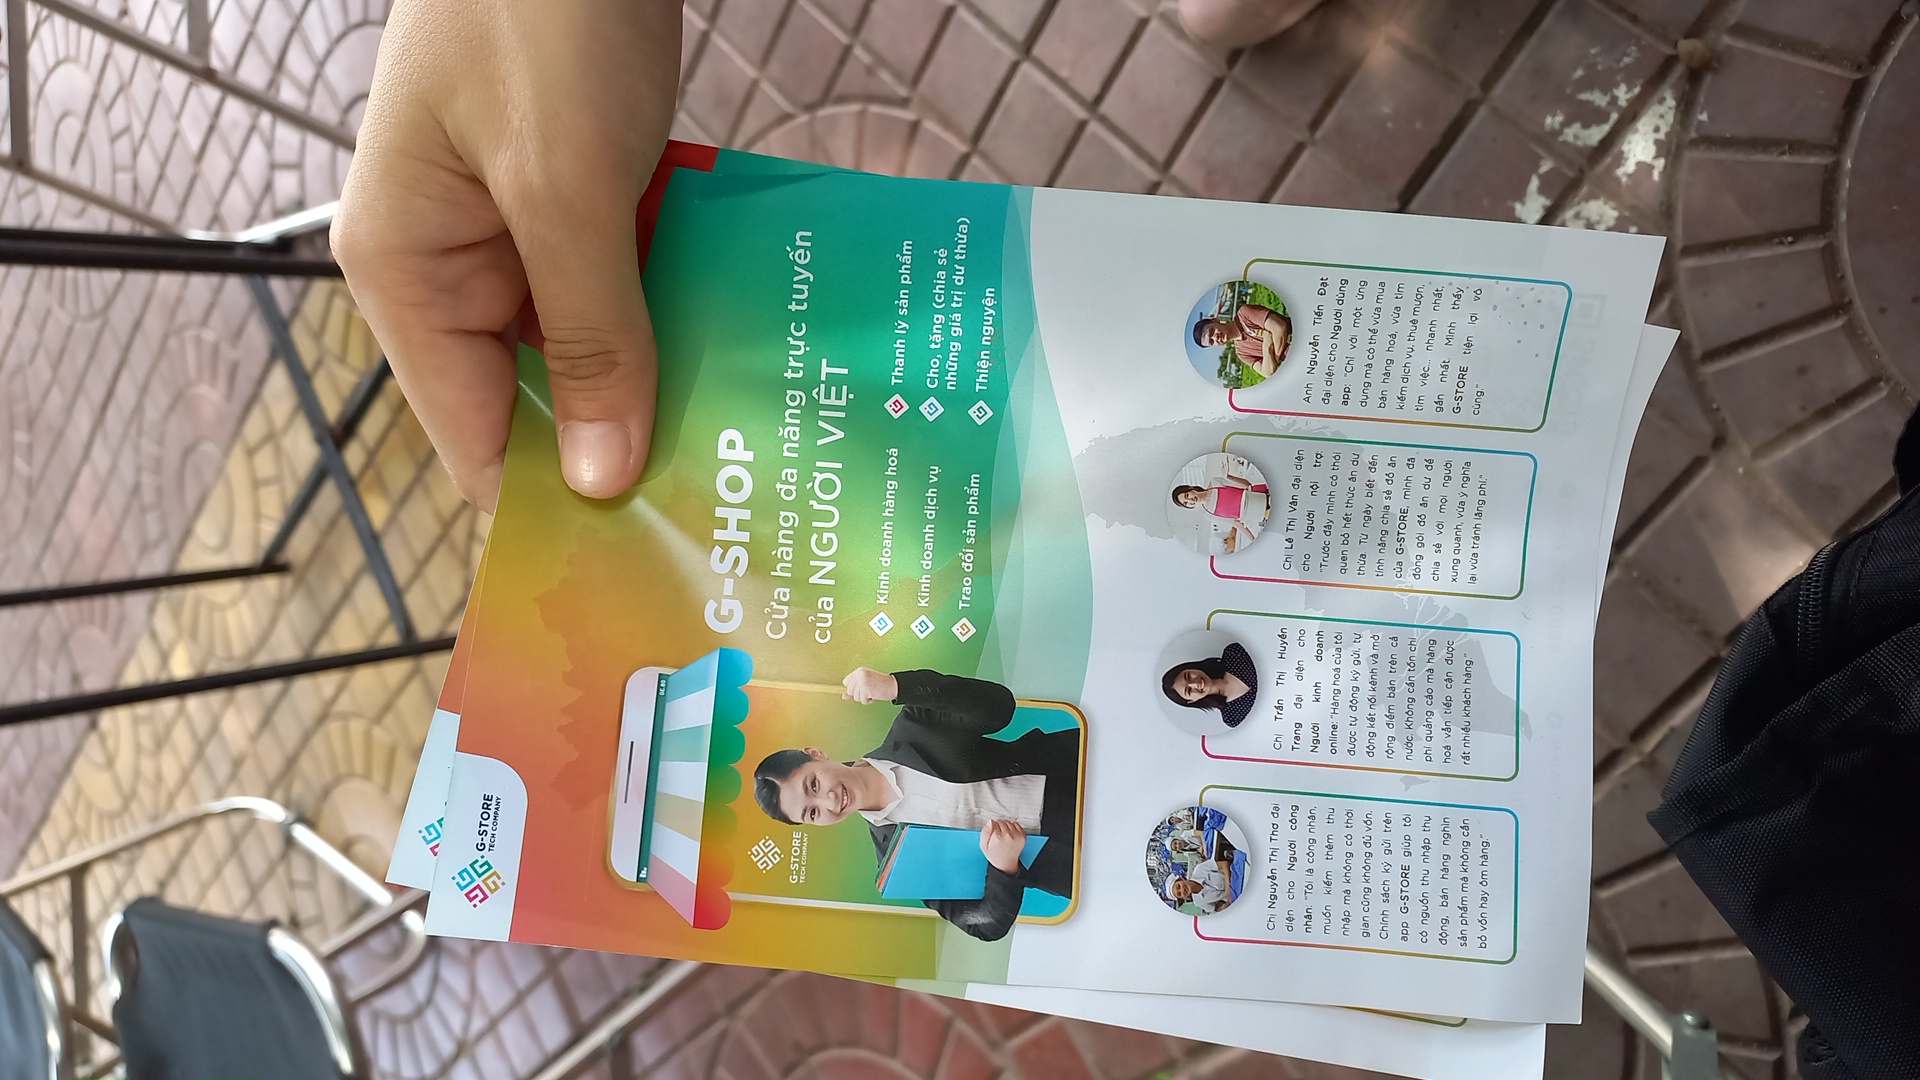 G-STORE
TECH COMPANY
G-STORE
TECH COMPANY
G-SHOP
Cửa hàng đa năng trực tuyến
của NGƯỜI VIỆT
Kinh doanh hàng hoá
Kinh doanh dịch vụ
Trao đổi sản phẩm
Thanh lý sản phẩm
Cho, tặng (chia sẻ
những giá trị dư thừa)
Thiện nguyện
Chị Nguyễn Thị Thơ đại
diện cho Người công
nhân: "Tôi là công nhân,
muốn kiếm thêm thu
nhập mà không có thời
gian cũng không đủ vốn.
Chính sách ký gửi trên
app G-STORE giúp tôi
có nguồn thu nhập thụ
động, bán hàng nghìn
sản phẩm mà không cần
bỏ vốn hay ôm hàng."
Chị Trần Thị Huyền
Trang đại diện cho
Người kinh doanh
online: "Hàng hoá của tôi
được tự động ký gửi, tự
động kết nối kênh và mở
rộng điểm bán trên cả
nước. Không cần tốn chi
phí quảng cáo mà hàng
hoá vẫn tiếp cận được
rất nhiều khách hàng."
Chị Lê Thị Vân đại diện
cho Người nội trợ:
"Trước đây mình có thói
quen bỏ hết thức ăn dư
thừa. Từ ngày biết đến
tính năng chia sẻ đồ ăn
của G-STORE, mình đã
đóng gói đồ ăn dư để
chia sẻ với mọi người
xung quanh, vừa ý nghĩa
lại vừa tránh lãng phí."
Anh Nguyễn Tiến Đạt
đại diện cho Người dùng
app: "Chỉ với một ứng
dụng mà có thể vừa mua
bán hàng hoá, vừa tìm
kiếm dịch vụ, thuê mượn,
tìm việc... nhanh nhất,
gần nhất. Mình thấy
G-STORE tiện lợi vô
cùng."